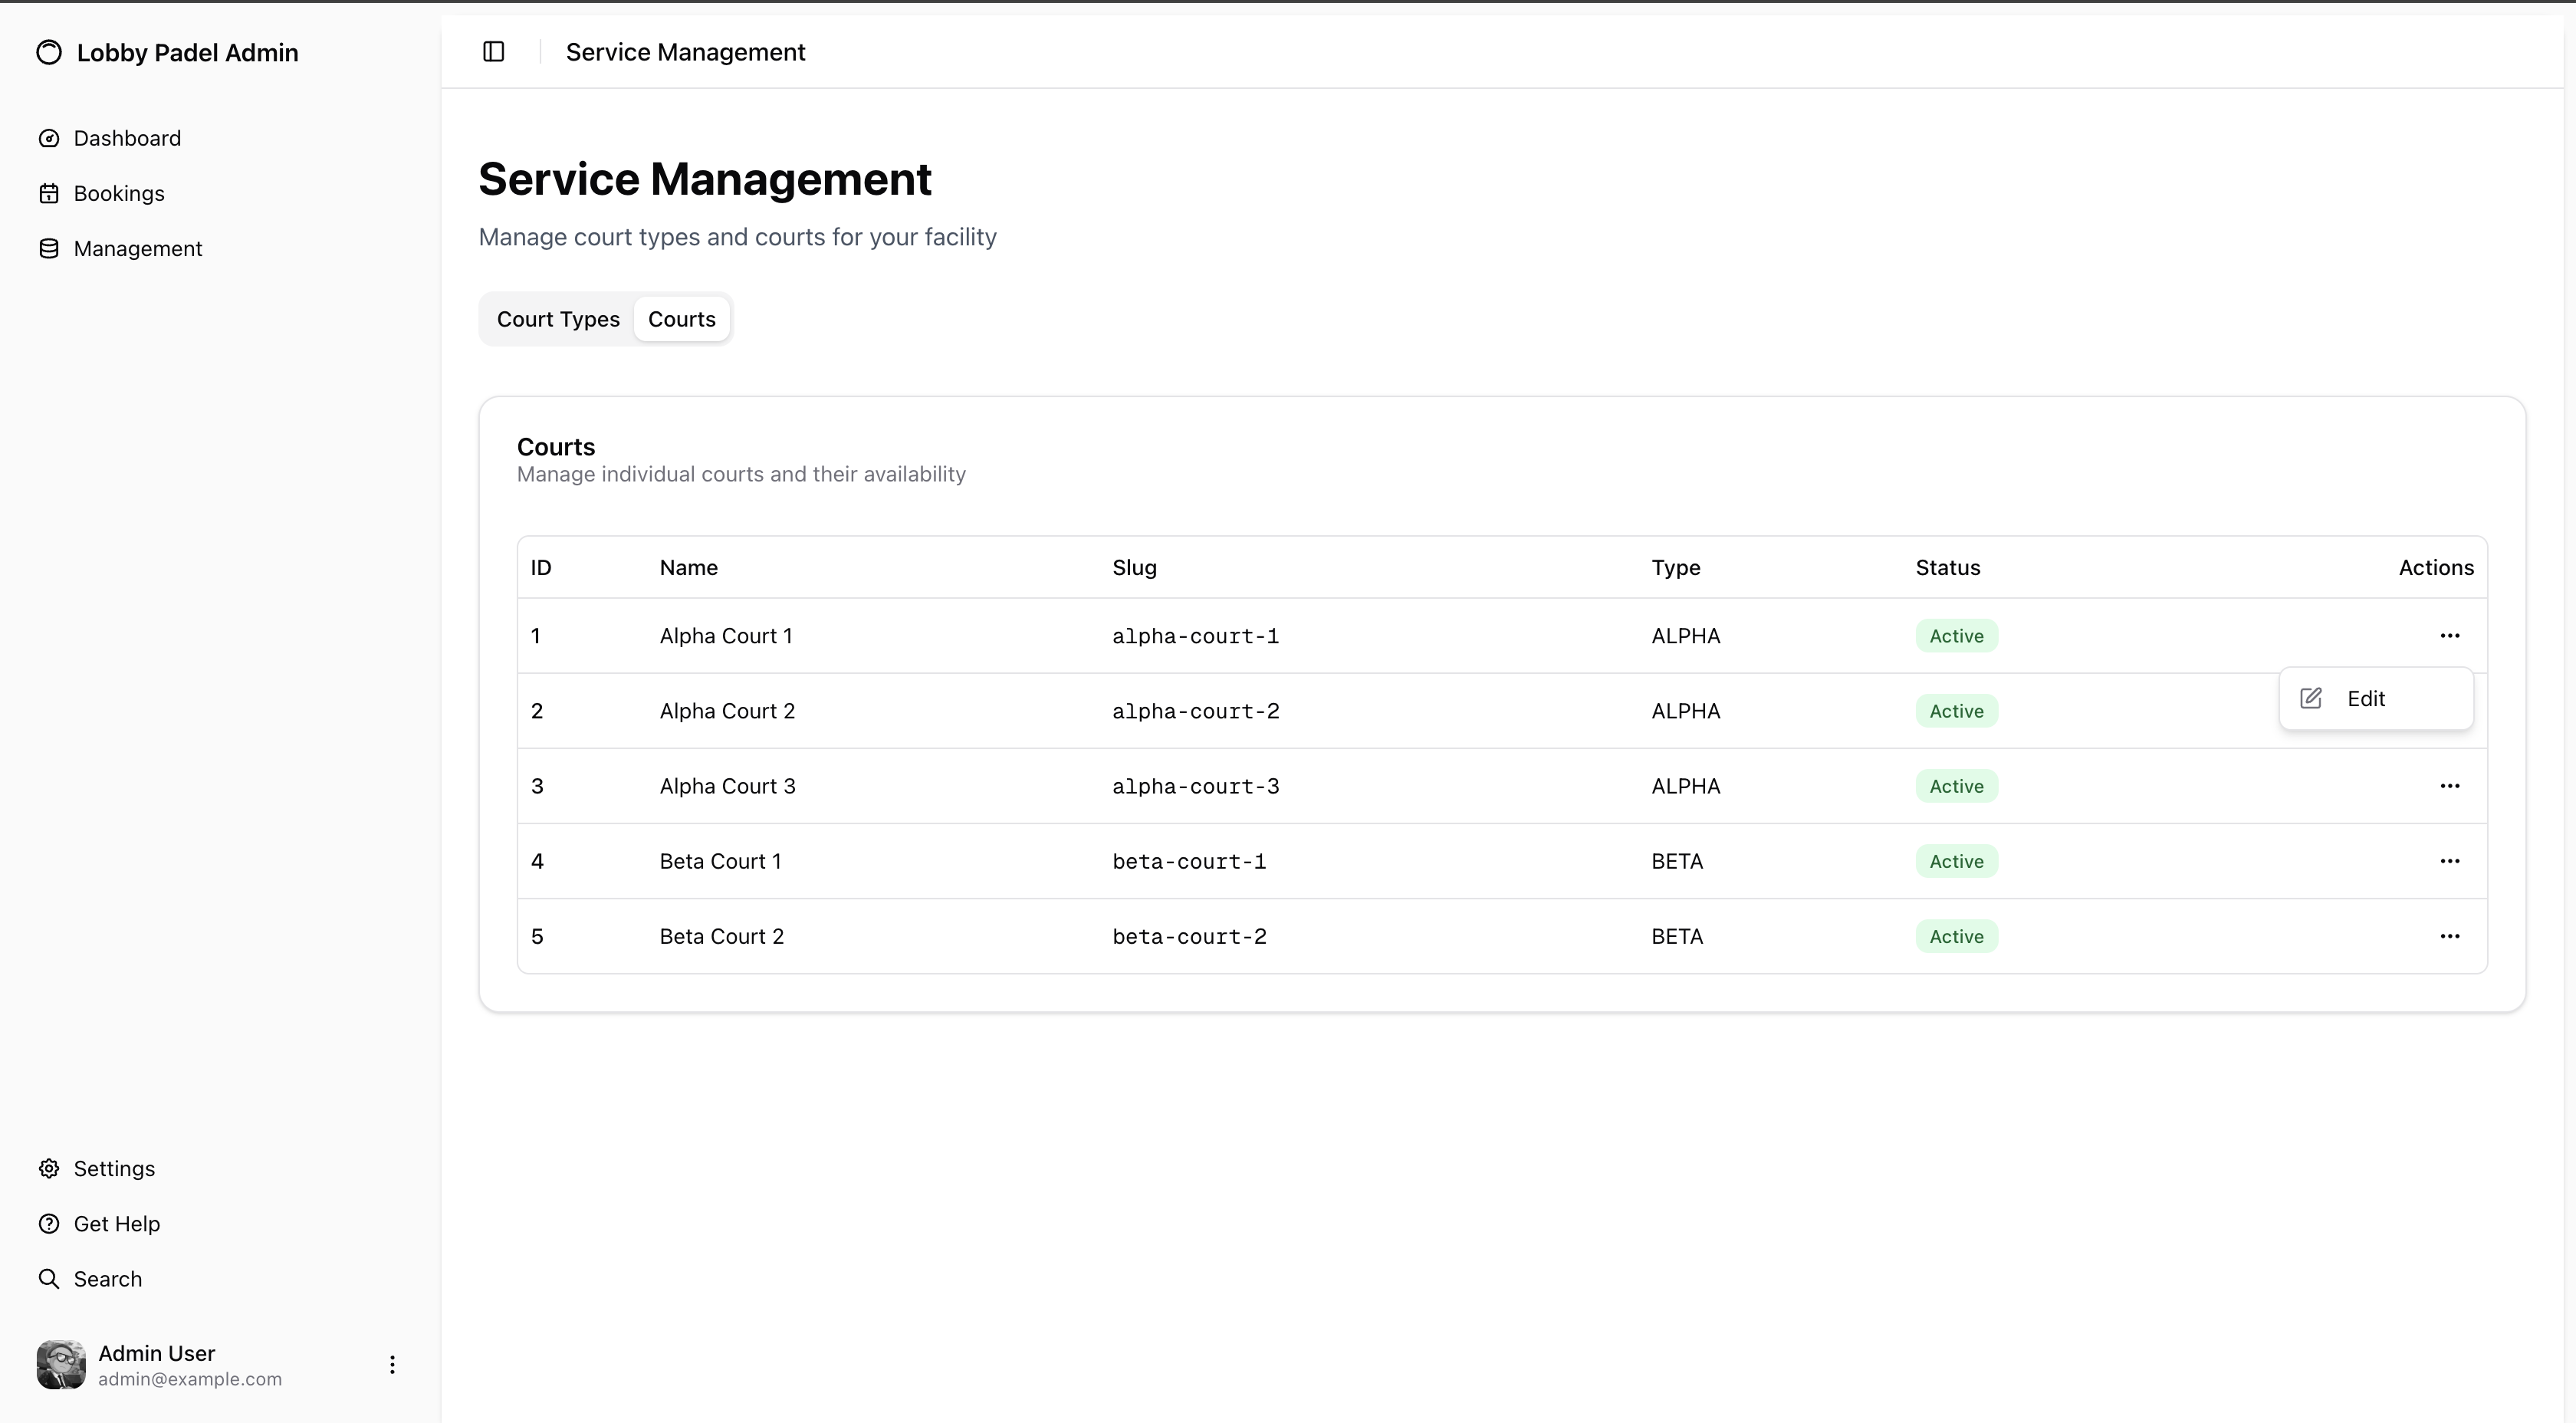 Lobby Padel Admin
Dashboard
Bookings
Management
Settings
Get Help
Search
Admin User
admin@example.com
Service Management
Service Management
Manage court types and courts for your facility
Court Types Courts
Courts
Manage individual courts and their availability
ID Name Slug Type Status Actions
1 Alpha Court 1 alpha-court-1 ALPHA Active
2 Alpha Court 2 alpha-court-2 ALPHA Active
Edit
3 Alpha Court 3 alpha-court-3 ALPHA Active
4 Beta Court 1 beta-court-1 BETA Active
5 Beta Court 2 beta-court-2 BETA Active